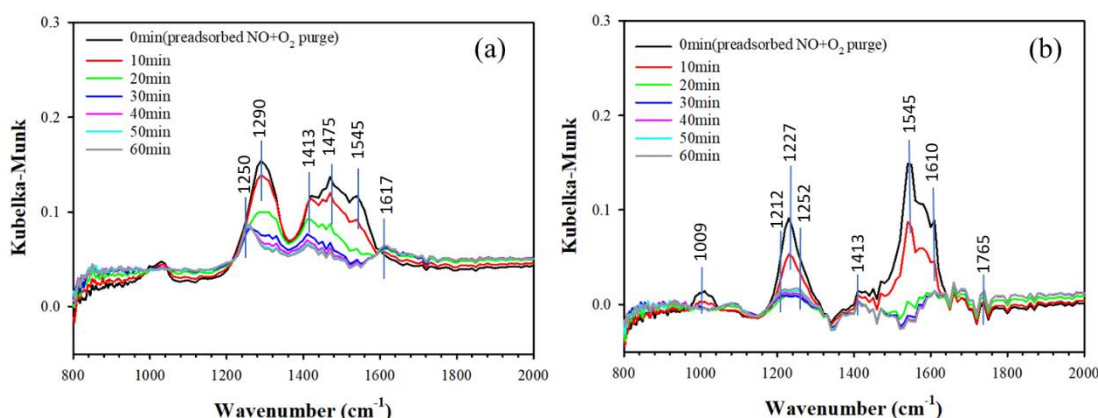 (a)
0min(preadsorbed NO+O₂ purge)
10min
20min
30min
40min
50min
60min
1250
1290
1413
1475
1545
1617
Kubelka-Munk
0.3
0.2
0.1
0.0
800 1000 1200 1400 1600 1800 2000
Wavenumber (cm⁻¹)
(b)
0min(preadsorbed NO+O₂ purge)
10min
20min
30min
40min
50min
60min
1009
1212
1227
1252
1413
1545
1610
1765
Kubelka-Munk
0.3
0.2
0.1
0.0
800 1000 1200 1400 1600 1800 2000
Wavenumber (cm⁻¹)